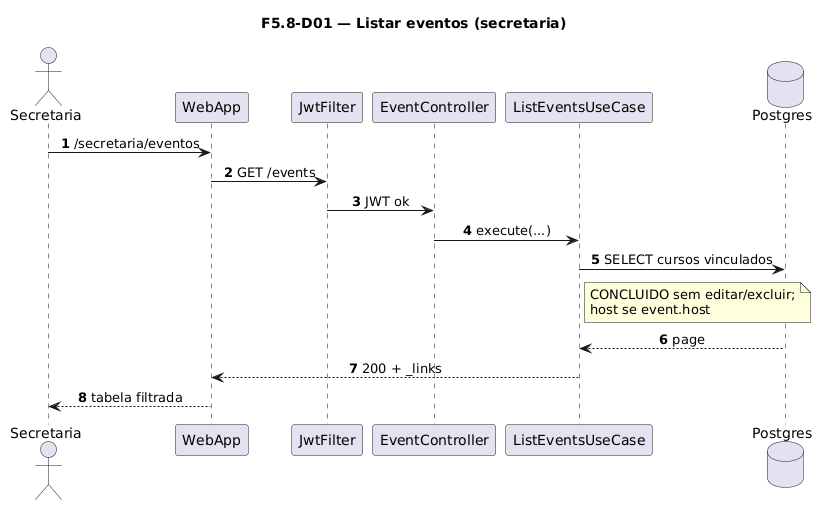 F5.8-D01 — Listar eventos (secretaria)
Secretaria
WebApp
JwtFilter
EventController
ListEventsUseCase
Postgres
1 /secretaria/eventos
2 GET /events
3 JWT ok
4 execute(...)
5 SELECT cursos vinculados
CONCLUIDO sem editar/excluir;
host se event.host
6 page
7 200 + _links
8 tabela filtrada
Secretaria
WebApp
JwtFilter
EventController
ListEventsUseCase
Postgres